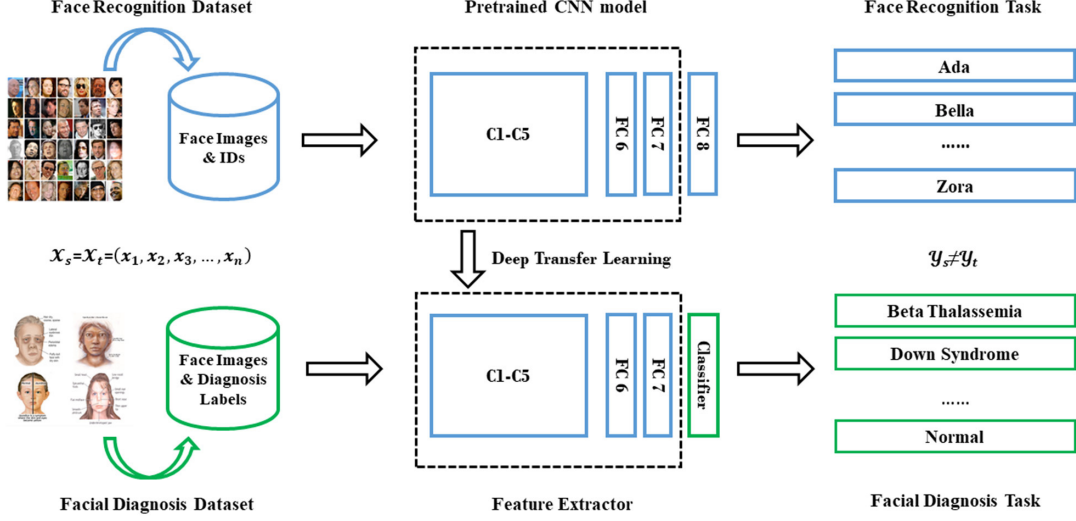 Face Recognition Dataset
Pretrained CNN model
Face Recognition Task
Face Images
& IDs
C1-C5
FC 6
FC 7
FC 8
Ada
Bella
......
Zora
𝒳s=𝒳t=(x1, x2, x3, ..., xn)
Deep Transfer Learning
𝒴s≠𝒴t
Face Images
& Diagnosis
Labels
C1-C5
FC 6
FC 7
Classifier
Beta Thalassemia
Down Syndrome
......
Normal
Facial Diagnosis Dataset
Feature Extractor
Facial Diagnosis Task